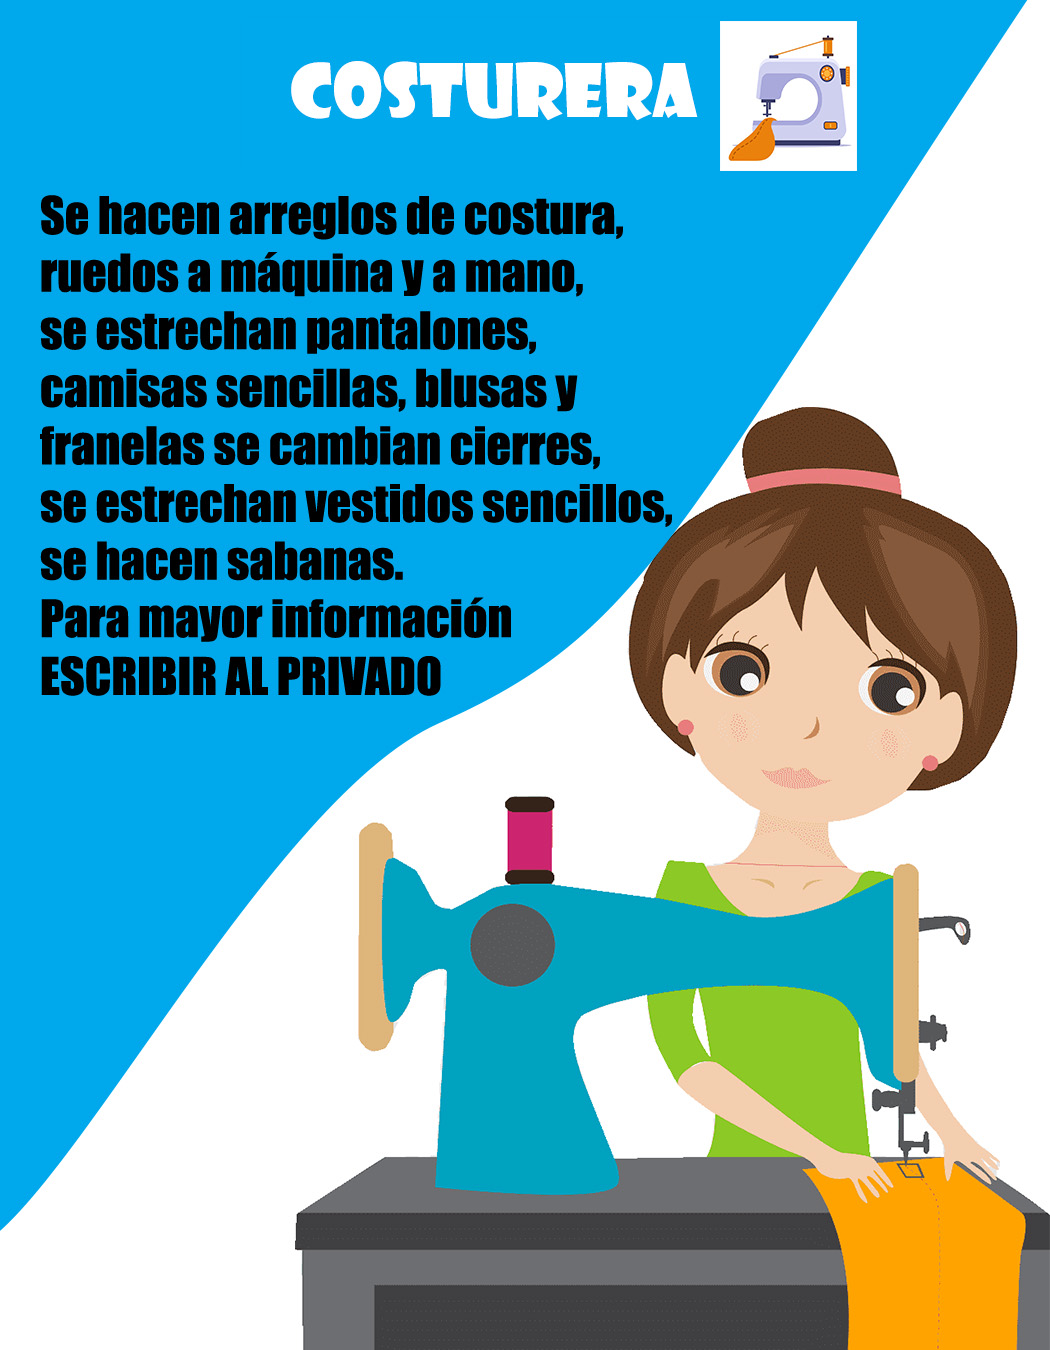 COSTURERA
Se hacen arreglos de costura,
ruedos a máquina y a mano,
se estrechan pantalones,
camisas sencillas, blusas y
franelas se cambian cierres,
se estrechan vestidos sencillos,
se hacen sabanas.
Para mayor información
ESCRIBIR AL PRIVADO